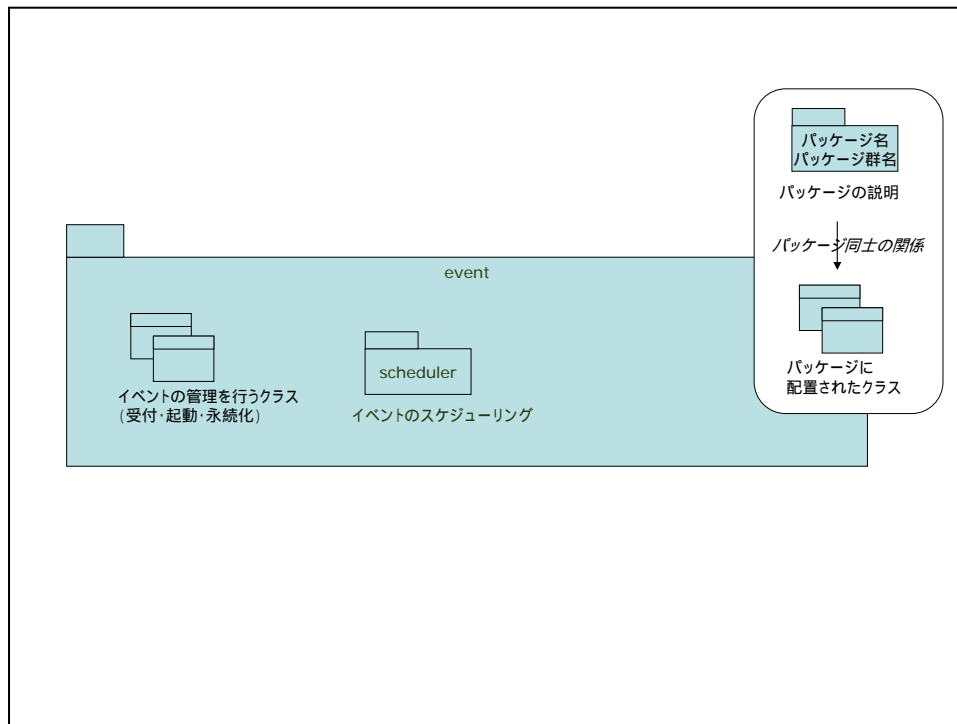 パッケージ名
パッケージ群名
パッケージの説明
パッケージ同士の関係
パッケージに
配置されたクラス
event
scheduler
イベントの管理を行うクラス
(受付・起動・永続化)
イベントのスケジューリング